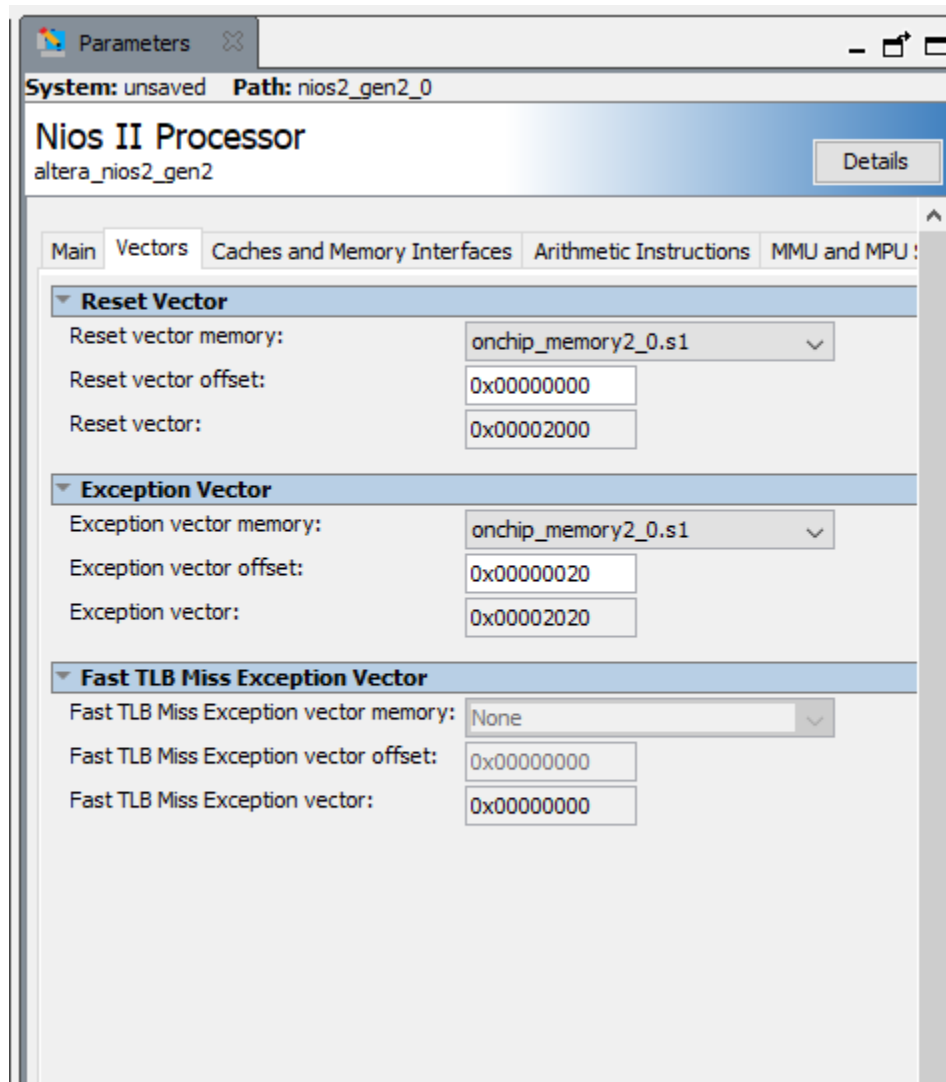 Parameters
System: unsaved Path: nios2_gen2_0
Nios II Processor
altera_nios2_gen2
Details
Main Vectors Caches and Memory Interfaces Arithmetic Instructions MMU and MPU
Reset Vector
Reset vector memory: onchip_memory2_0.s1
Reset vector offset: 0x00000000
Reset vector: 0x00002000
Exception Vector
Exception vector memory: onchip_memory2_0.s1
Exception vector offset: 0x00000020
Exception vector: 0x00002020
Fast TLB Miss Exception Vector
Fast TLB Miss Exception vector memory: None
Fast TLB Miss Exception vector offset: 0x00000000
Fast TLB Miss Exception vector: 0x00000000